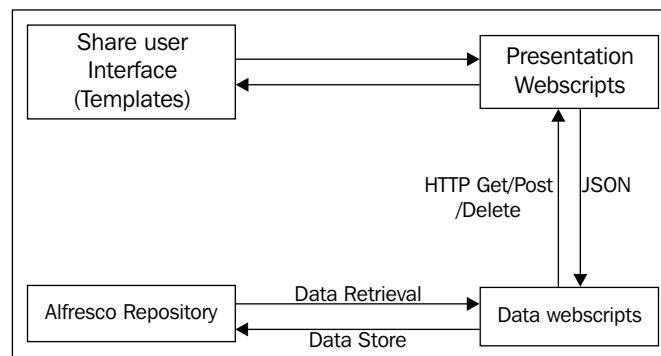 Share user
Interface
(Templates)
Presentation
Webscripts
HTTP Get/Post
/Delete
JSON
Alfresco Repository
Data Retrieval
Data Store
Data webscripts